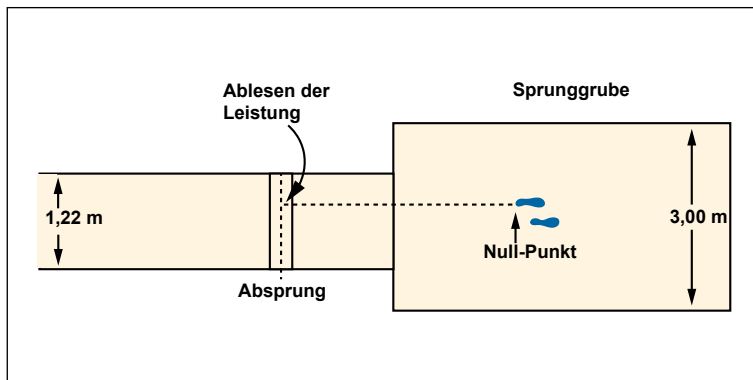 Ablesen der
Leistung
Sprunggrube
1,22 m
3,00 m
Null-Punkt
Absprung